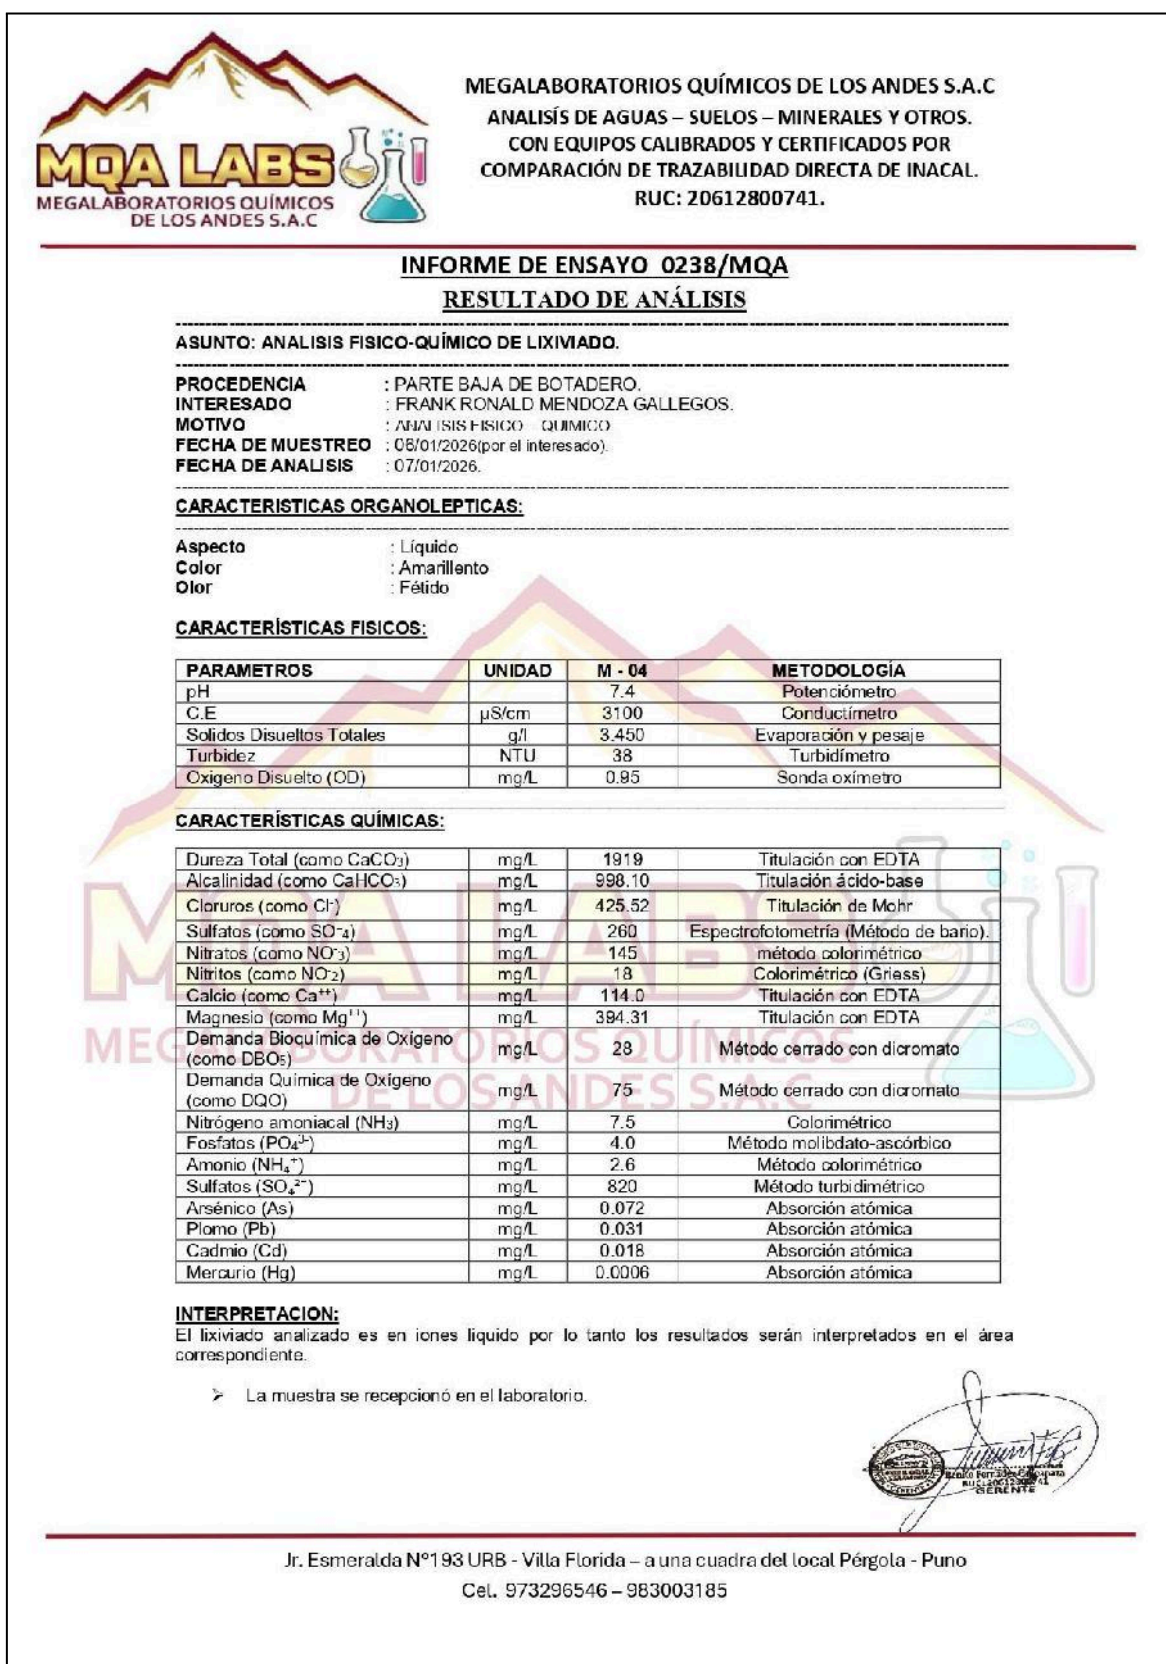 MQA LABS
MEGALABORATORIOS QUÍMICOS
DE LOS ANDES S.A.C
MEGALABORATORIOS QUÍMICOS DE LOS ANDES S.A.C
ANALISÍS DE AGUAS – SUELOS – MINERALES Y OTROS.
CON EQUIPOS CALIBRADOS Y CERTIFICADOS POR
COMPARACIÓN DE TRAZABILIDAD DIRECTA DE INACAL.
RUC: 20612800741.
INFORME DE ENSAYO 0238/MQA
RESULTADO DE ANÁLISIS
ASUNTO: ANALISIS FISICO-QUÍMICO DE LIXIVIADO.
PROCEDENCIA : PARTE BAJA DE BOTADERO.
INTERESADO : FRANK RONALD MENDOZA GALLEGOS.
MOTIVO : ANALISIS FISICO – QUIMICO
FECHA DE MUESTREO : 06/01/2026(por el interesado).
FECHA DE ANALISIS : 07/01/2026.
CARACTERISTICAS ORGANOLEPTICAS:
Aspecto : Líquido
Color : Amarillento
Olor : Fétido
CARACTERÍSTICAS FISICOS:
PARAMETROS UNIDAD M - 04 METODOLOGÍA
pH 7.4 Potenciómetro
C.E µS/cm 3100 Conductímetro
Solidos Disueltos Totales g/l 3.450 Evaporación y pesaje
Turbidez NTU 38 Turbidímetro
Oxigeno Disuelto (OD) mg/L 0.95 Sonda oxímetro
CARACTERÍSTICAS QUÍMICAS:
Dureza Total (como CaCO₃) mg/L 1919 Titulación con EDTA
Alcalinidad (como CaHCO₃) mg/L 998.10 Titulación ácido-base
Cloruros (como Cl⁻) mg/L 425.52 Titulación de Mohr
Sulfatos (como SO⁼₄) mg/L 260 Espectrofotometría (Método de bario).
Nitratos (como NO⁻₃) mg/L 145 método colorimétrico
Nitritos (como NO⁻₂) mg/L 18 Colorimétrico (Griess)
Calcio (como Ca⁺⁺) mg/L 114.0 Titulación con EDTA
Magnesio (como Mg⁺⁺) mg/L 394.31 Titulación con EDTA
Demanda Bioquímica de Oxígeno (como DBO₅) mg/L 28 Método cerrado con dicromato
Demanda Quimica de Oxígeno (como DQO) mg/L 75 Método cerrado con dicromato
Nitrógeno amoniacal (NH₃) mg/L 7.5 Colorimétrico
Fosfatos (PO₄³⁻) mg/L 4.0 Método molibdato-ascórbico
Amonio (NH₄⁺) mg/L 2.6 Método colorimétrico
Sulfatos (SO₄²⁻) mg/L 820 Método turbidimétrico
Arsénico (As) mg/L 0.072 Absorción atómica
Plomo (Pb) mg/L 0.031 Absorción atómica
Cadmio (Cd) mg/L 0.018 Absorción atómica
Mercurio (Hg) mg/L 0.0006 Absorción atómica
MQA LABS
MEGALABORATORIOS QUÍMICOS
DE LOS ANDES S.A.C
INTERPRETACION:
El lixiviado analizado es en iones liquido por lo tanto los resultados serán interpretados en el área
correspondiente.
➢ La muestra se recepcionó en el laboratorio.
GERENTE
Jr. Esmeralda N°193 URB - Villa Florida – a una cuadra del local Pérgola - Puno
Cel. 973296546 – 983003185